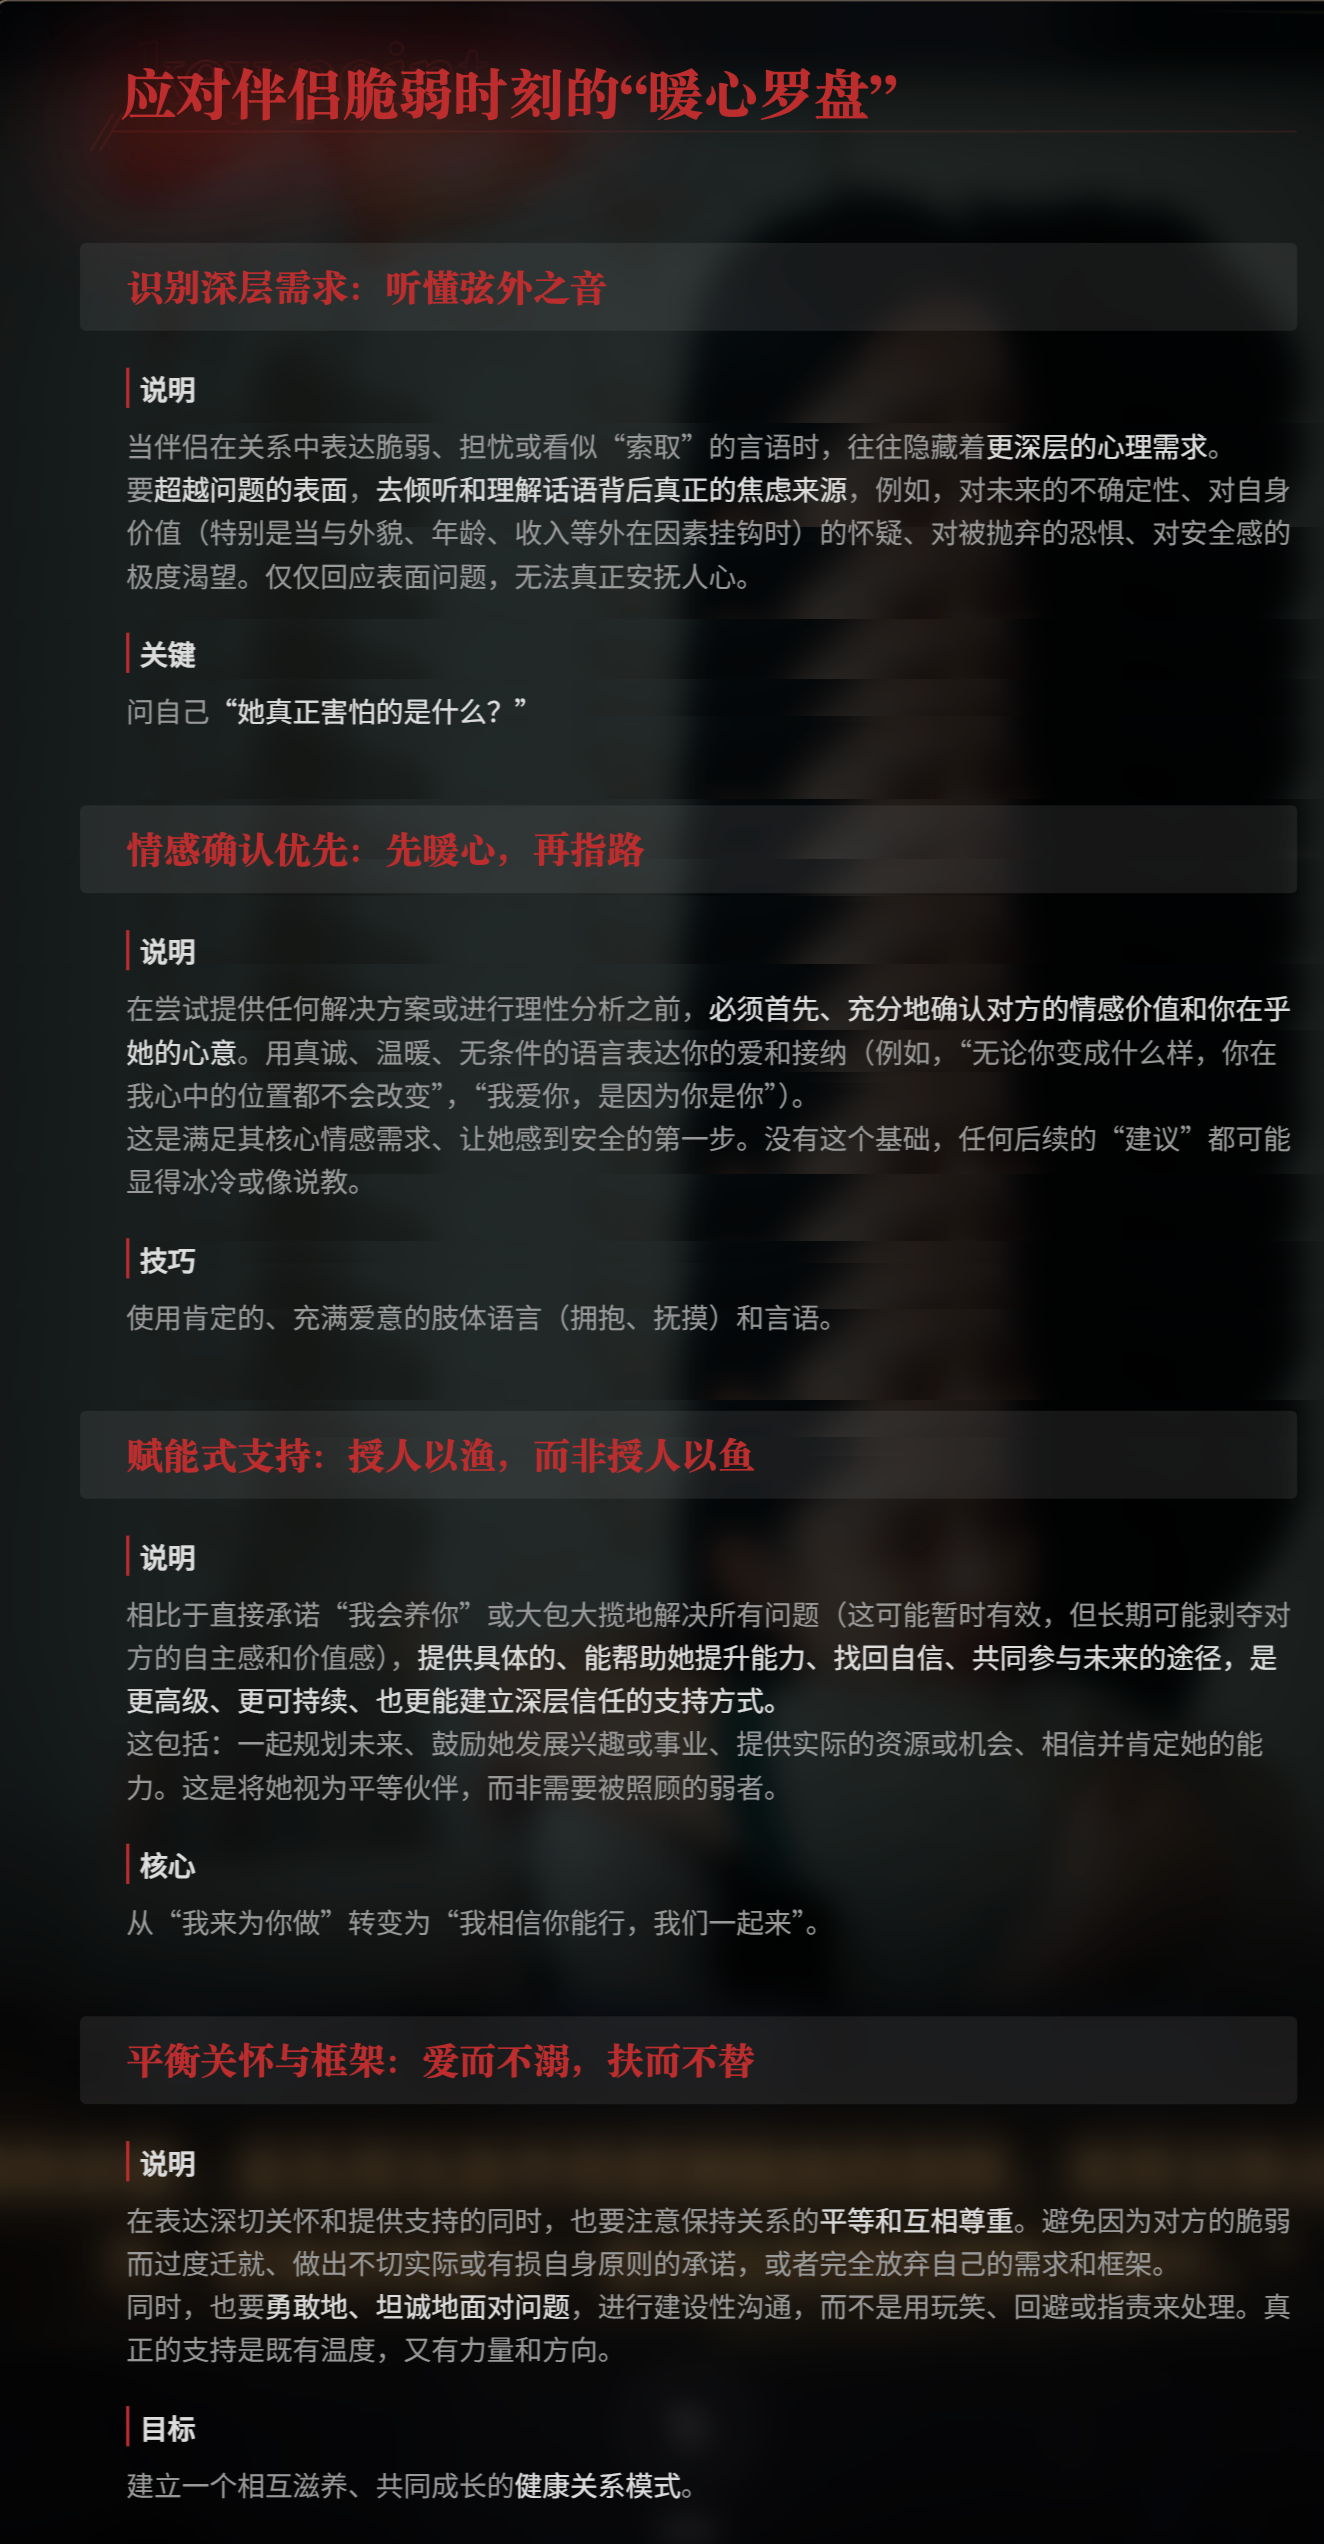 应对伴侣脆弱时刻的“暖心罗盘”
识别深层需求：听懂弦外之音
说明
当伴侣在关系中表达脆弱、担忧或看似“索取”的言语时，往往隐藏着更深层的心理需求。
要超越问题的表面，去倾听和理解话语背后真正的焦虑来源，例如，对未来的不确定性、对自身
价值（特别是当与外貌、年龄、收入等外在因素挂钩时）的怀疑、对被抛弃的恐惧、对安全感的
极度渴望。仅仅回应表面问题，无法真正安抚人心。
关键
问自己“她真正害怕的是什么？”
情感确认优先：先暖心，再指路
说明
在尝试提供任何解决方案或进行理性分析之前，必须首先、充分地确认对方的情感价值和你在乎
她的心意。用真诚、温暖、无条件的语言表达你的爱和接纳（例如，“无论你变成什么样，你在
我心中的位置都不会改变”，“我爱你，是因为你是你”）。
这是满足其核心情感需求、让她感到安全的第一步。没有这个基础，任何后续的“建议”都可能
显得冰冷或像说教。
技巧
使用肯定的、充满爱意的肢体语言（拥抱、抚摸）和言语。
赋能式支持：授人以渔，而非授人以鱼
说明
相比于直接承诺“我会养你”或大包大揽地解决所有问题（这可能暂时有效，但长期可能剥夺对
方的自主感和价值感），提供具体的、能帮助她提升能力、找回自信、共同参与未来的途径，是
更高级、更可持续、也更能建立深层信任的支持方式。
这包括：一起规划未来、鼓励她发展兴趣或事业、提供实际的资源或机会、相信并肯定她的能
力。这是将她视为平等伙伴，而非需要被照顾的弱者。
核心
从“我来为你做”转变为“我相信你能行，我们一起来”。
平衡关怀与框架：爱而不溺，扶而不替
说明
在表达深切关怀和提供支持的同时，也要注意保持关系的平等和互相尊重。避免因为对方的脆弱
而过度迁就、做出不切实际或有损自身原则的承诺，或者完全放弃自己的需求和框架。
同时，也要勇敢地、坦诚地面对问题，进行建设性沟通，而不是用玩笑、回避或指责来处理。真
正的支持是既有温度，又有力量和方向。
目标
建立一个相互滋养、共同成长的健康关系模式。